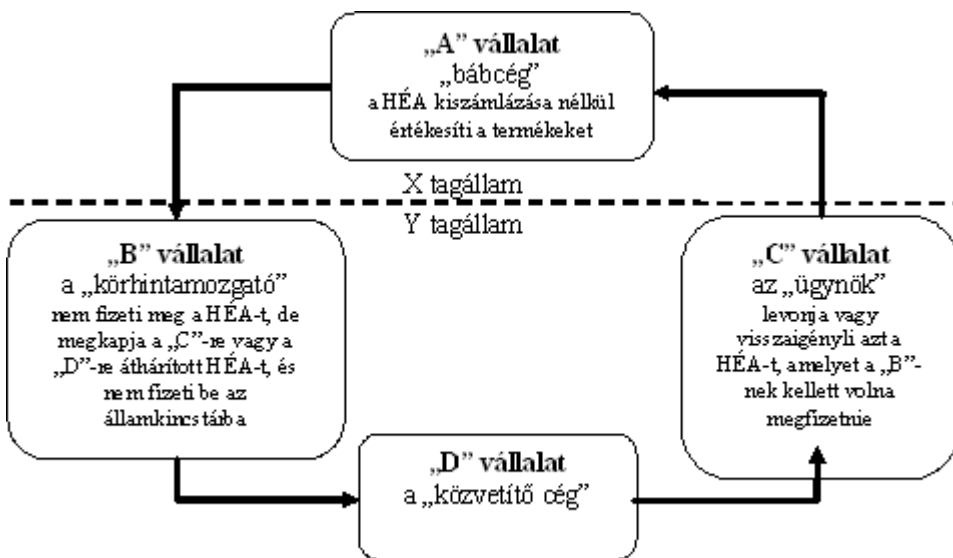 „A” vállalat
„bábcég”
a HÉA kiszámlázása nélkül
értékesíti a termékeket
X tagállam
Y tagállam
„B” vállalat
a „körhintamozgató”
nem fizeti meg a HÉA-t, de
megkapja a „C”-re vagy a
„D”-re áthárított HÉA-t, és
nem fizeti be az
államkincstárba
„C” vállalat
az „ügynök”
levonja vagy
visszaigényli azt a
HÉA-t, amelyet a „B”-
nek kellett volna
megfizetnie
„D” vállalat
a „közvetítő cég”